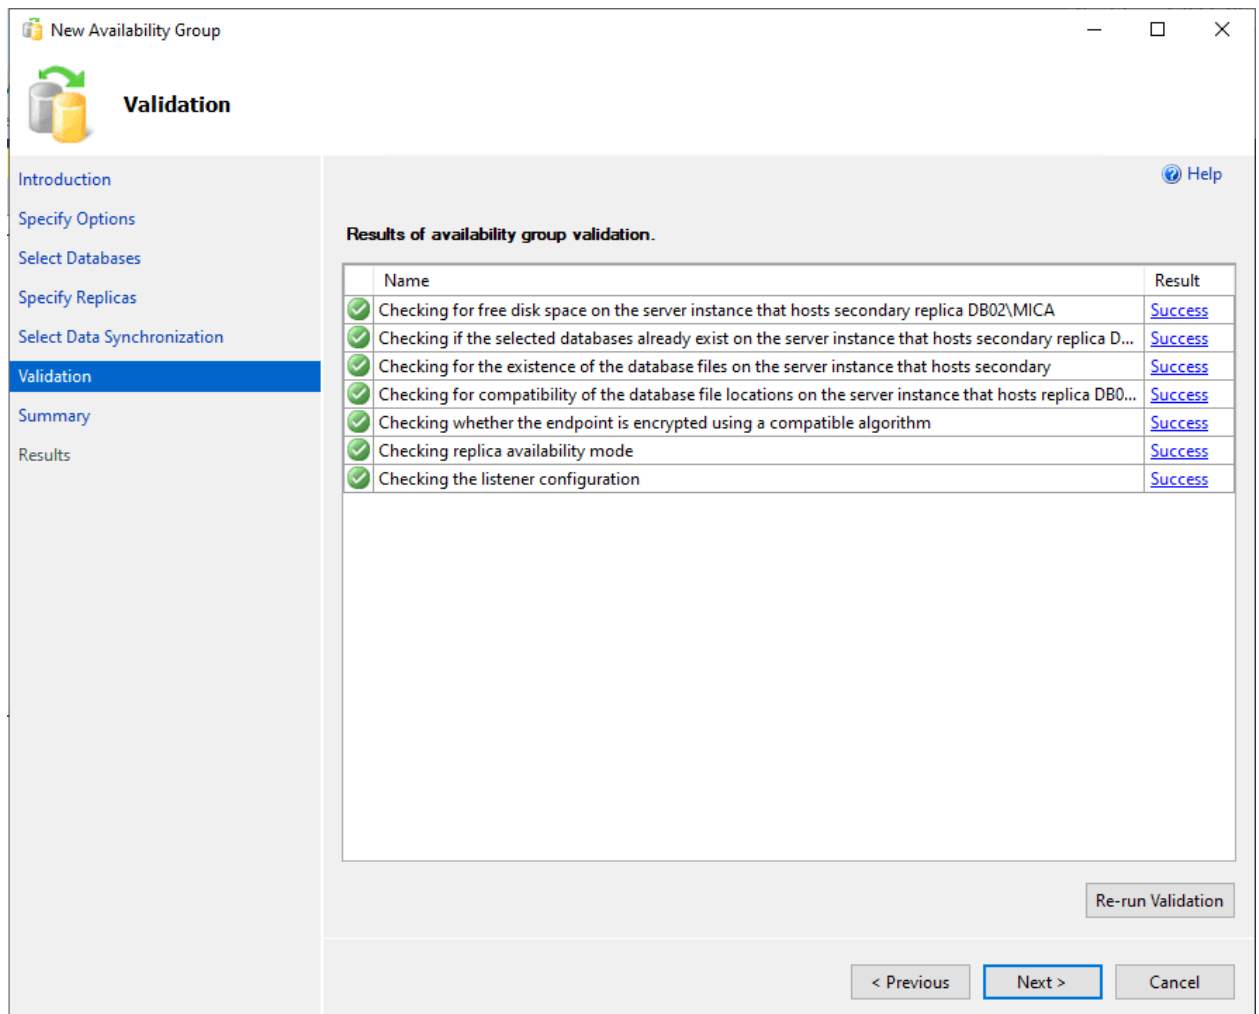 New Availability Group
Validation
Introduction
Specify Options
Select Databases
Specify Replicas
Select Data Synchronization
Validation
Summary
Results
Help
Results of availability group validation.
Name Result
Checking for free disk space on the server instance that hosts secondary replica DB02\MICA Success
Checking if the selected databases already exist on the server instance that hosts secondary replica D... Success
Checking for the existence of the database files on the server instance that hosts secondary Success
Checking for compatibility of the database file locations on the server instance that hosts replica DB0... Success
Checking whether the endpoint is encrypted using a compatible algorithm Success
Checking replica availability mode Success
Checking the listener configuration Success
Re-run Validation
< Previous Next > Cancel